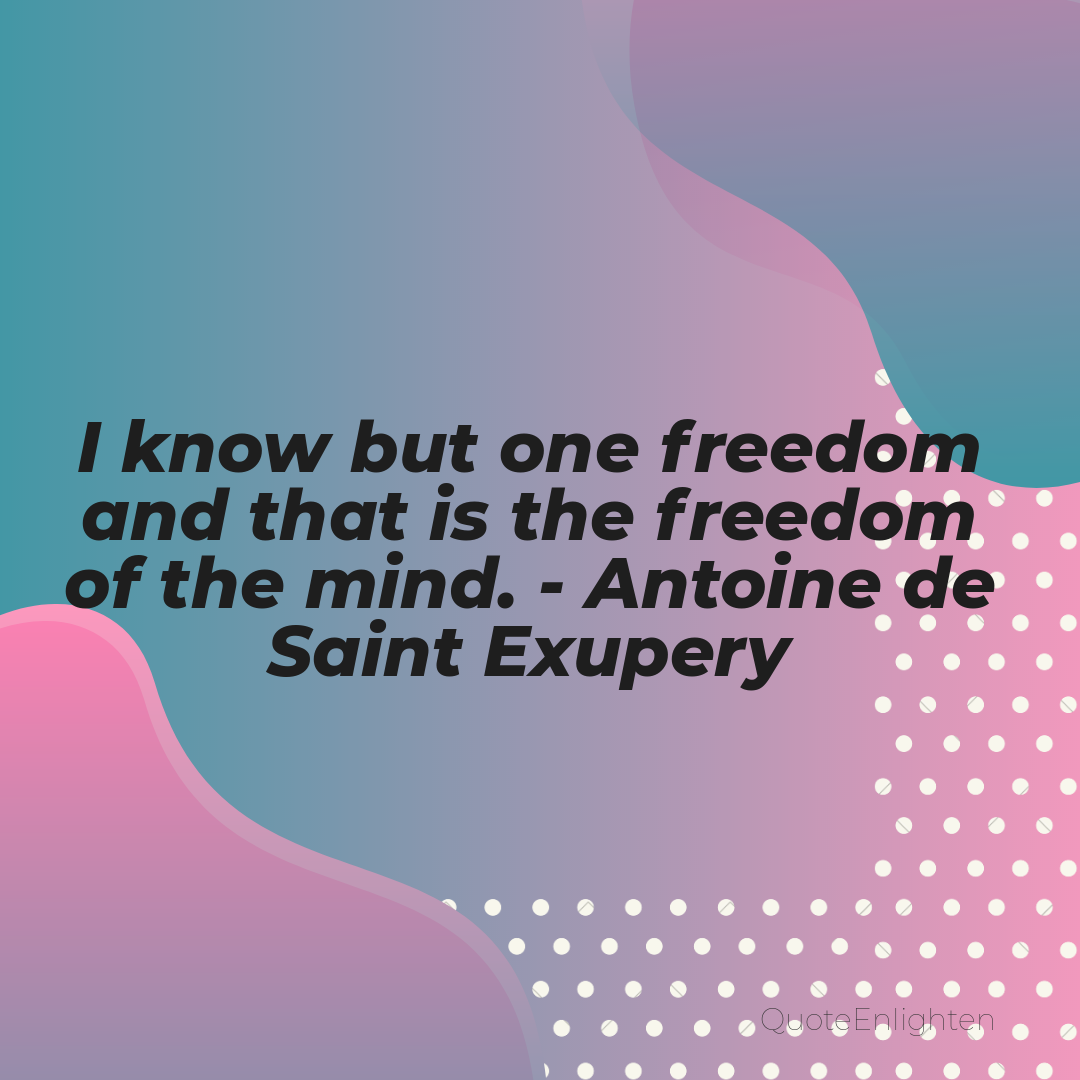 I know but one freedom
and that is the freedom
of the mind. - Antoine de
Saint Exupery
QuoteEnlighten